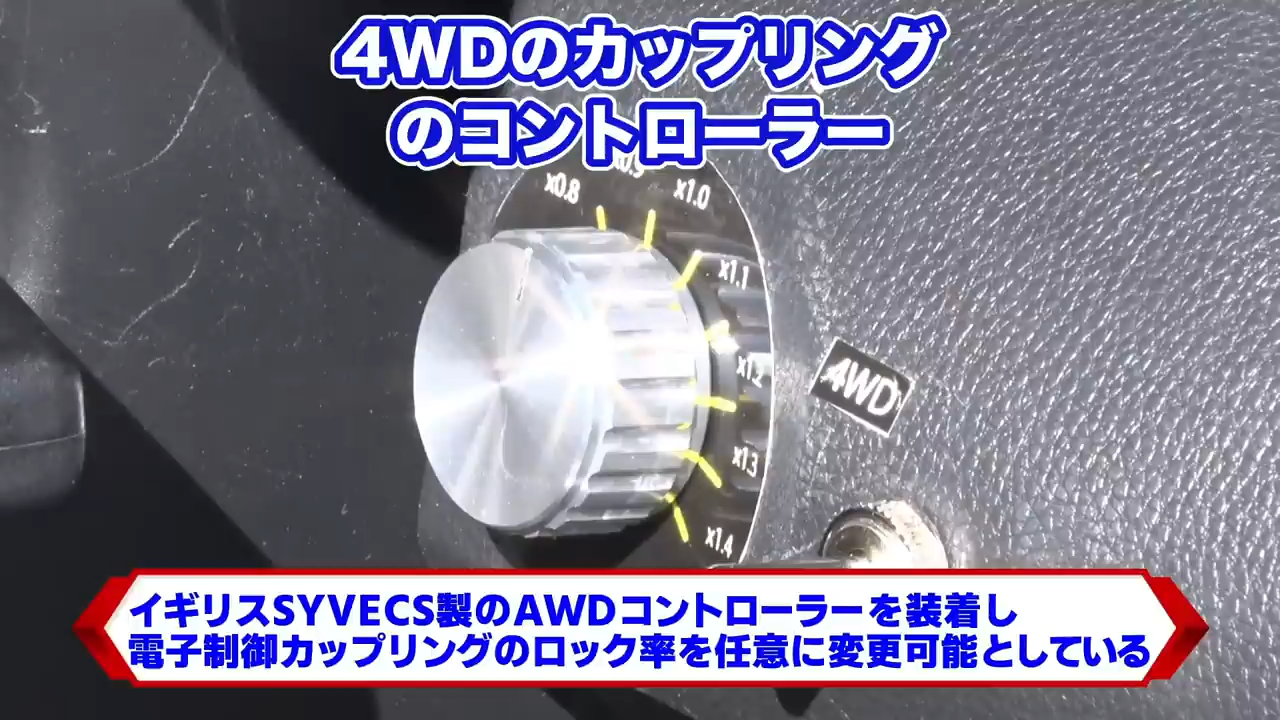 4WDのカップリング
のコントローラー
x0.8
x0.9
x1.0
x1.1
x1.2
x1.3
x1.4
4WD
イギリスSYVECS製のAWDコントローラーを装着し
電子制御カップリングのロック率を任意に変更可能としている